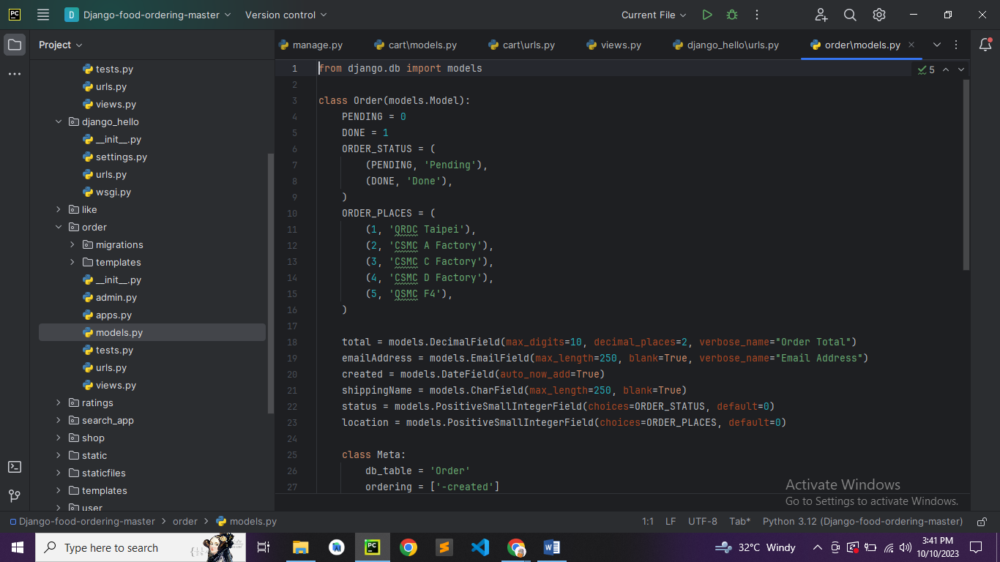 PC
D Django-food-ordering-master
Version control
Current File
Project
tests.py
urls.py
views.py
django_hello
__init__.py
settings.py
urls.py
wsgi.py
like
order
migrations
templates
__init__.py
admin.py
apps.py
models.py
tests.py
urls.py
views.py
ratings
search_app
shop
static
staticfiles
templates
user
manage.py
cart\models.py
cart\urls.py
views.py
django_hello\urls.py
order\models.py
5
1 from django.db import models
2
3 class Order(models.Model):
4 PENDING = 0
5 DONE = 1
6 ORDER_STATUS = (
7 (PENDING, 'Pending'),
8 (DONE, 'Done'),
9 )
10 ORDER_PLACES = (
11 (1, 'QRDC Taipei'),
12 (2, 'CSMC A Factory'),
13 (3, 'CSMC C Factory'),
14 (4, 'CSMC D Factory'),
15 (5, 'QSMC F4'),
16 )
17
18 total = models.DecimalField(max_digits=10, decimal_places=2, verbose_name="Order Total")
19 emailAddress = models.EmailField(max_length=250, blank=True, verbose_name="Email Address")
20 created = models.DateField(auto_now_add=True)
21 shippingName = models.CharField(max_length=250, blank=True)
22 status = models.PositiveSmallIntegerField(choices=ORDER_STATUS, default=0)
23 location = models.PositiveSmallIntegerField(choices=ORDER_PLACES, default=0)
24
25 class Meta:
26 db_table = 'Order'
27 ordering = ['-created']
Activate Windows
Go to Settings to activate Windows.
Django-food-ordering-master > order > models.py
1:1 LF UTF-8 Tab* Python 3.12 (Django-food-ordering-master)
Type here to search
PC
W
32°C Windy
3:41 PM
10/10/2023